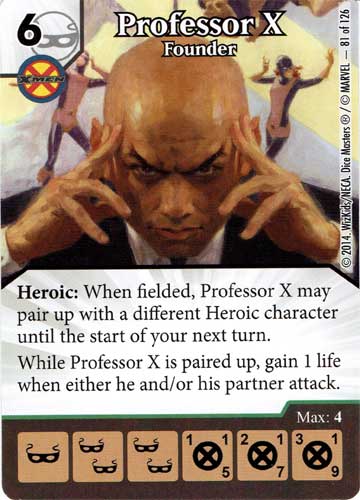 6
Professor X
Founder
X-MEN
© 2014. WizKids/NECA. Dice Masters ® / © MARVEL — 81 of 126
Heroic: When fielded, Professor X may
pair up with a different Heroic character
until the start of your next turn.
While Professor X is paired up, gain 1 life
when either he and/or his partner attack.
Max: 4
1 1 5
2 1 7
3 1 9